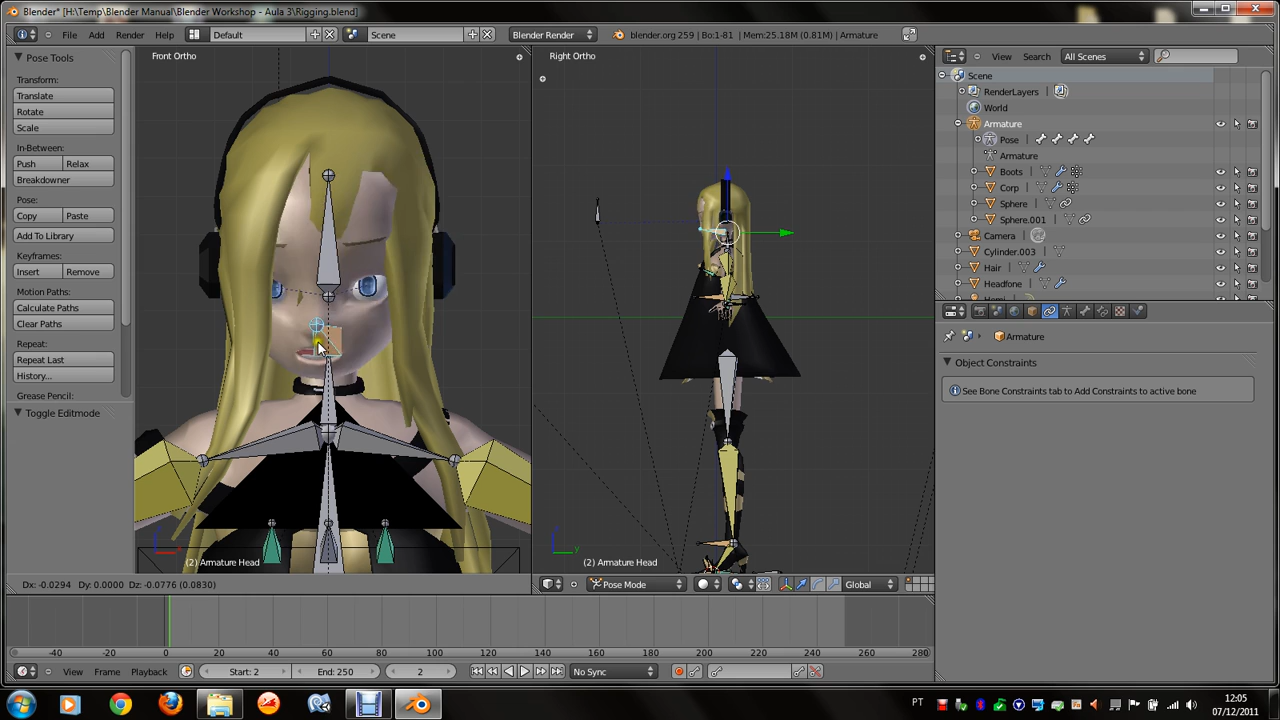 Blender* [H:\Temp\Blender Manual\Blender Workshop - Aula 3\Rigging.blend]
File Add Render Help Default Scene Blender Render blender.org 259 | Bo:1-81 | Mem:25.18M (0.81M) | Armature
Pose Tools
Transform:
Translate
Rotate
Scale
In-Between:
Push Relax
Breakdowner
Pose:
Copy Paste
Add To Library
Keyframes:
Insert Remove
Motion Paths:
Calculate Paths
Clear Paths
Repeat:
Repeat Last
History...
Grease Pencil:
Toggle Editmode
Front Ortho
(2) Armature Head
Right Ortho
(2) Armature Head
View Search All Scenes
Scene
RenderLayers
World
Armature
Pose
Armature
Boots
Corp
Sphere
Sphere.001
Camera
Cylinder.003
Hair
Headfone
Armature
Object Constraints
See Bone Constraints tab to Add Constraints to active bone
Dx: -0.0294 Dy: 0.0000 Dz: -0.0776 (0.0830)
Pose Mode Global
-40 -20 0 20 40 60 80 100 120 140 160 180 200 220 240 260 280
View Frame Playback Start: 2 End: 250 2 No Sync
PT
12:05
07/12/2011